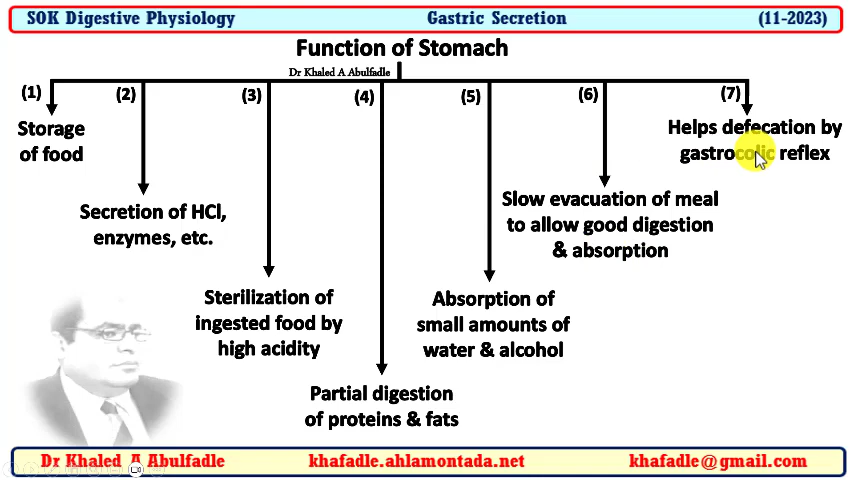 SOK Digestive Physiology
Gastric Secretion
(11-2023)
Function of Stomach
Dr Khaled A Abulfadle
(1)
Storage
of food
(2)
Secretion of HCl,
enzymes, etc.
(3)
Sterilization of
ingested food by
high acidity
(4)
Partial digestion
of proteins & fats
(5)
Absorption of
small amounts of
water & alcohol
(6)
Slow evacuation of meal
to allow good digestion
& absorption
(7)
Helps defecation by
gastrocolic reflex
Dr Khaled A Abulfadle
khafadle.ahlamontada.net
khafadle@gmail.com